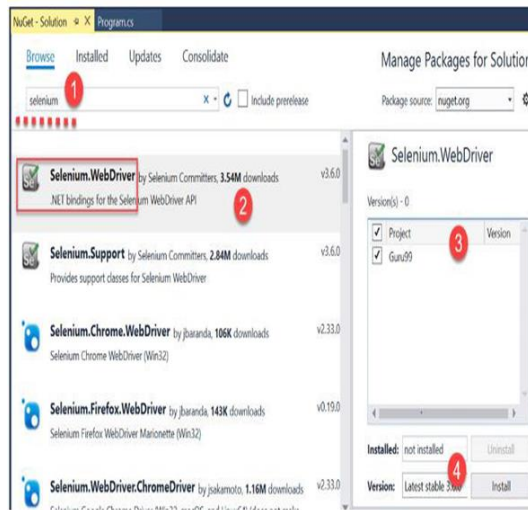 NuGet - Solution
Program.cs
Browse Installed Updates Consolidate
Manage Packages for Solution
1
selenium
Include prerelease
Package source: nuget.org
Selenium.WebDriver by Selenium Committers, 3.54M downloads
v3.6.0
.NET bindings for the Selenium WebDriver API
2
Selenium.Support by Selenium Committers, 2.84M downloads
v3.6.0
Provides support classes for Selenium WebDriver
Selenium.Chrome.WebDriver by jbaranda, 106K downloads
v2.33.0
Selenium Chrome WebDriver (Win32)
Selenium.Firefox.WebDriver by jbaranda, 143K downloads
v0.19.0
Selenium Firefox WebDriver Marionette (Win32)
Selenium.WebDriver.ChromeDriver by jsakamoto, 1.16M downloads
v2.33.0
Selenium.WebDriver
Version(s) - 0
Project Version
3
Guru99
Installed: not installed
Uninstall
4
Version: Latest stable
Install